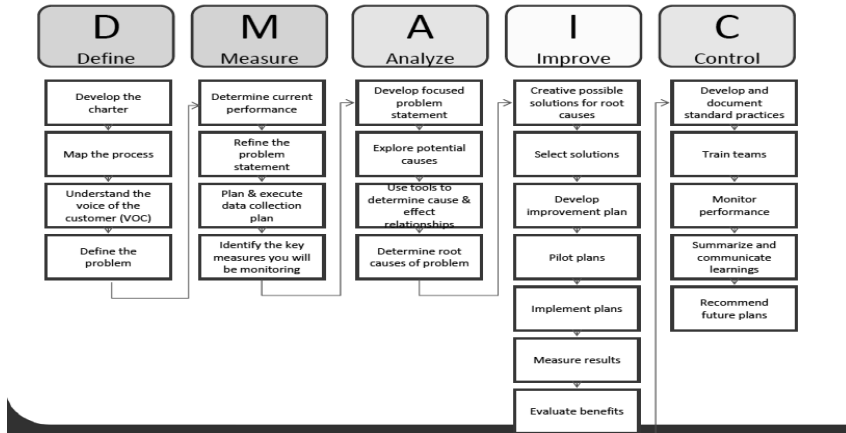 D
Define
Develop the
charter
Map the process
Understand the
voice of the
customer (VOC)
Define the
problem
M
Measure
Determine current
performance
Refine the
problem
statement
Plan & execute
data collection
plan
Identify the key
measures you will
be monitoring
A
Analyze
Develop focused
problem
statement
Explore potential
causes
Use tools to
determine cause &
effect
relationships
Determine root
causes of problem
I
Improve
Creative possible
solutions for root
causes
Select solutions
Develop
improvement plan
Pilot plans
Implement plans
Measure results
Evaluate benefits
C
Control
Develop and
document
standard practices
Train teams
Monitor
performance
Summarize and
communicate
learnings
Recommend
future plans